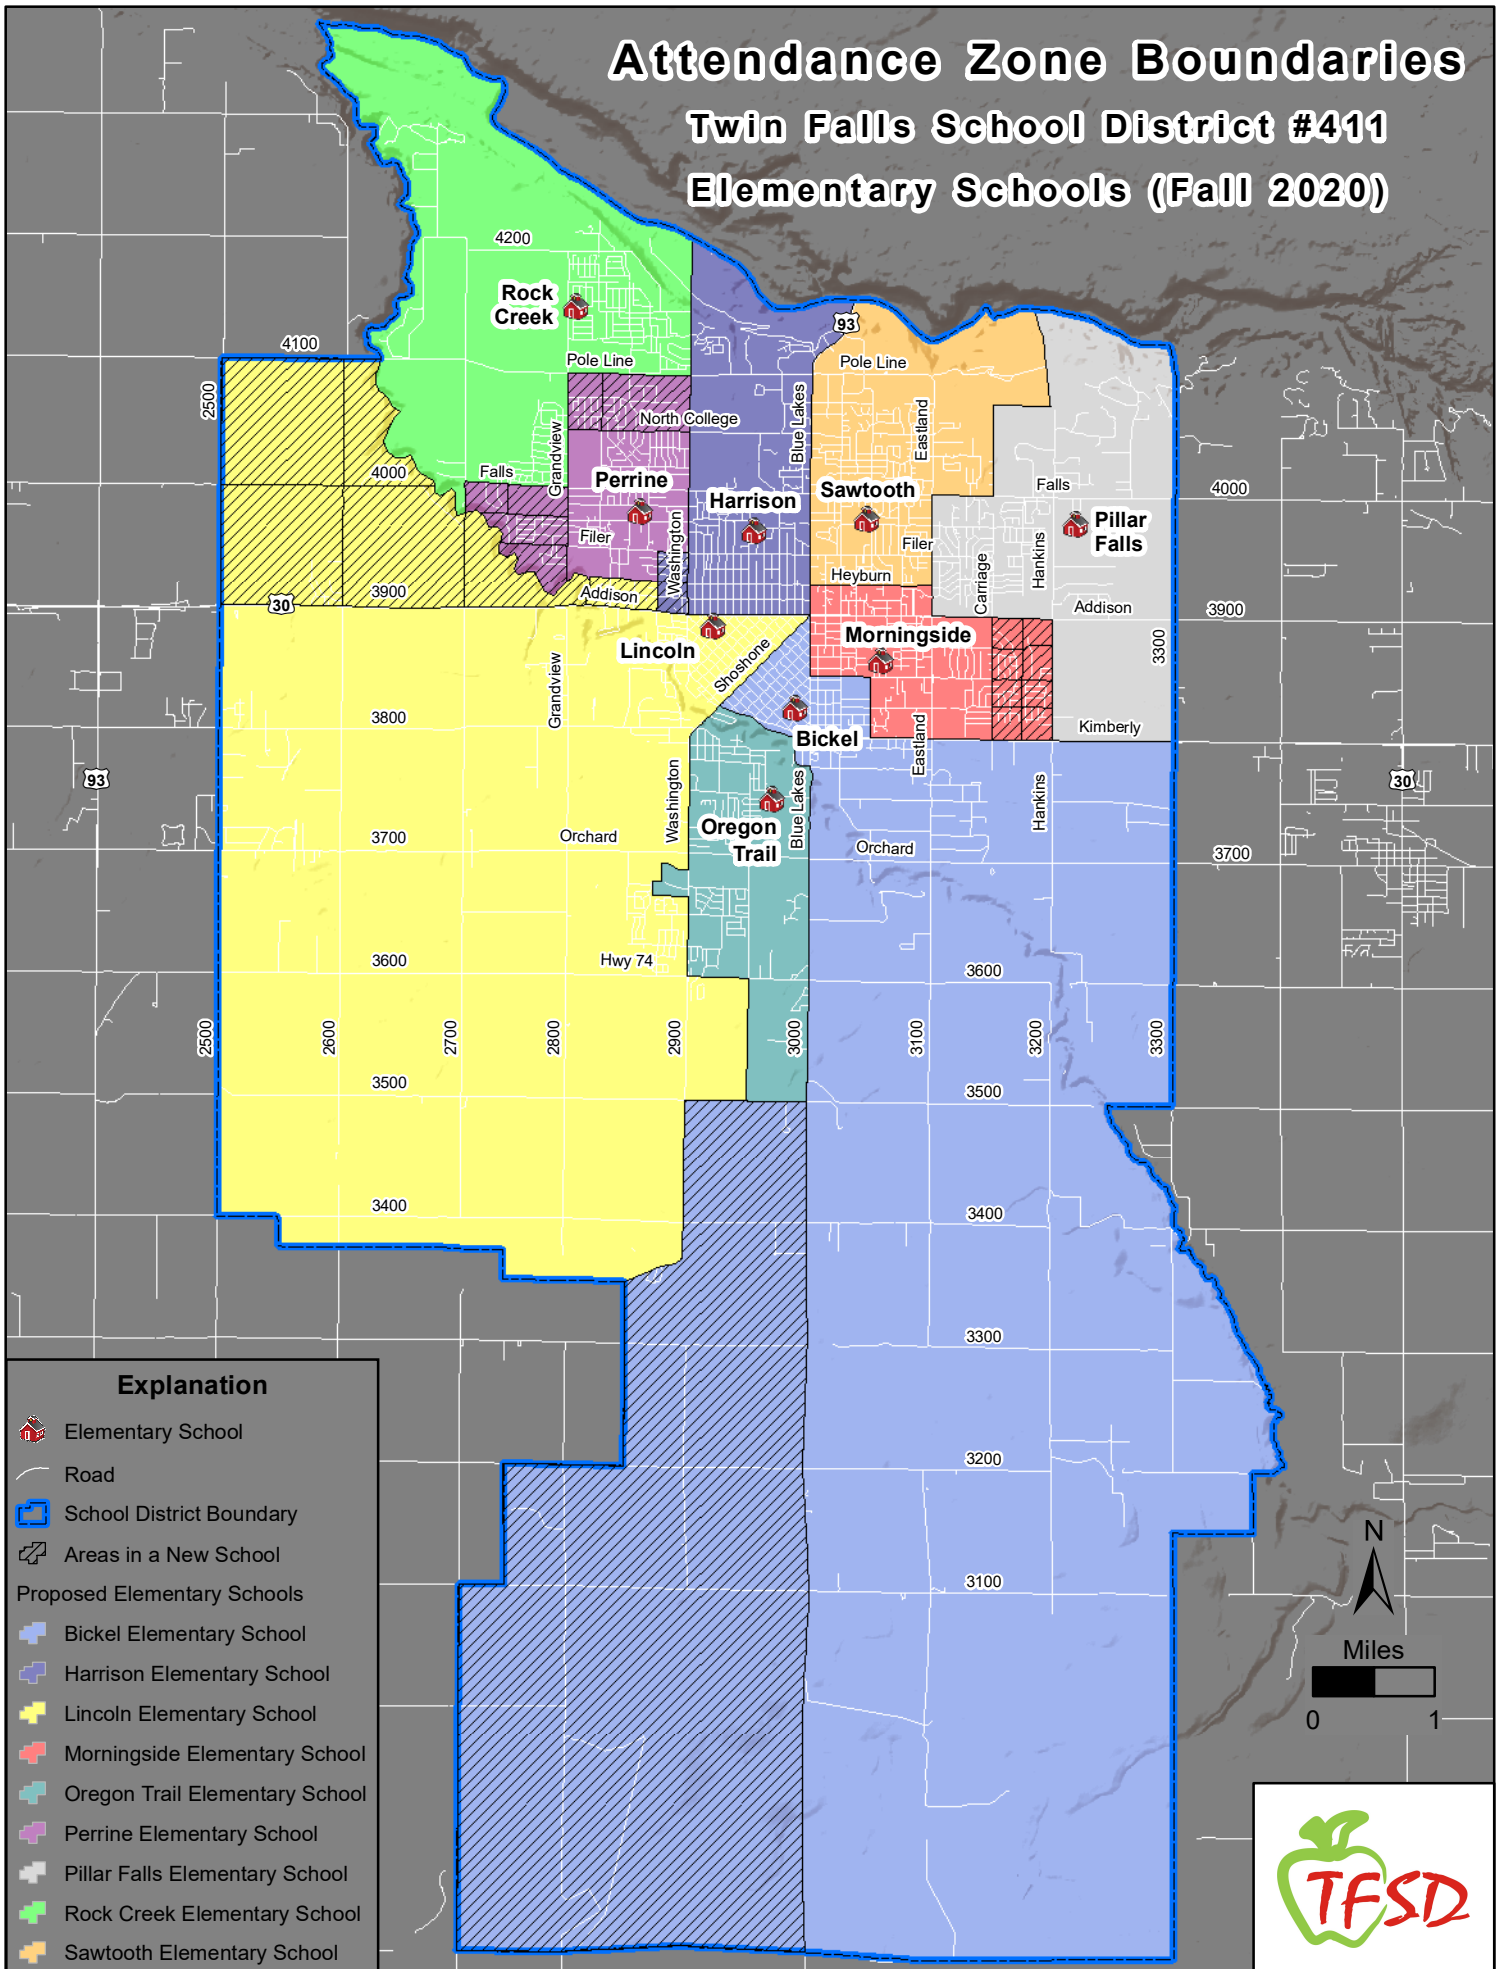 Attendance Zone Boundaries
Twin Falls School District #411
Elementary Schools (Fall 2020)
4200
Rock
Creek
93
4100
Pole Line
Pole Line
2500
North College
Blue Lakes
Eastland
Grandview
4000
Falls
Perrine
Harrison
Sawtooth
Falls
4000
Pillar
Falls
Filer
Washington
Filer
Heyburn
Carriage
Hankins
3900
30
Addison
Addison
3900
Lincoln
Shoshone
Morningside
3300
Grandview
3800
Bickel
Eastland
Kimberly
93
30
Washington
Blue Lakes
Hankins
3700
Orchard
Oregon
Trail
Orchard
3700
3600
Hwy 74
3600
2500
2600
2700
2800
2900
3000
3100
3200
3300
3500
3500
3400
3400
3300
3200
3100
Explanation
Elementary School
Road
School District Boundary
Areas in a New School
Proposed Elementary Schools
Bickel Elementary School
Harrison Elementary School
Lincoln Elementary School
Morningside Elementary School
Oregon Trail Elementary School
Perrine Elementary School
Pillar Falls Elementary School
Rock Creek Elementary School
Sawtooth Elementary School
N
Miles
0 1
TFSD